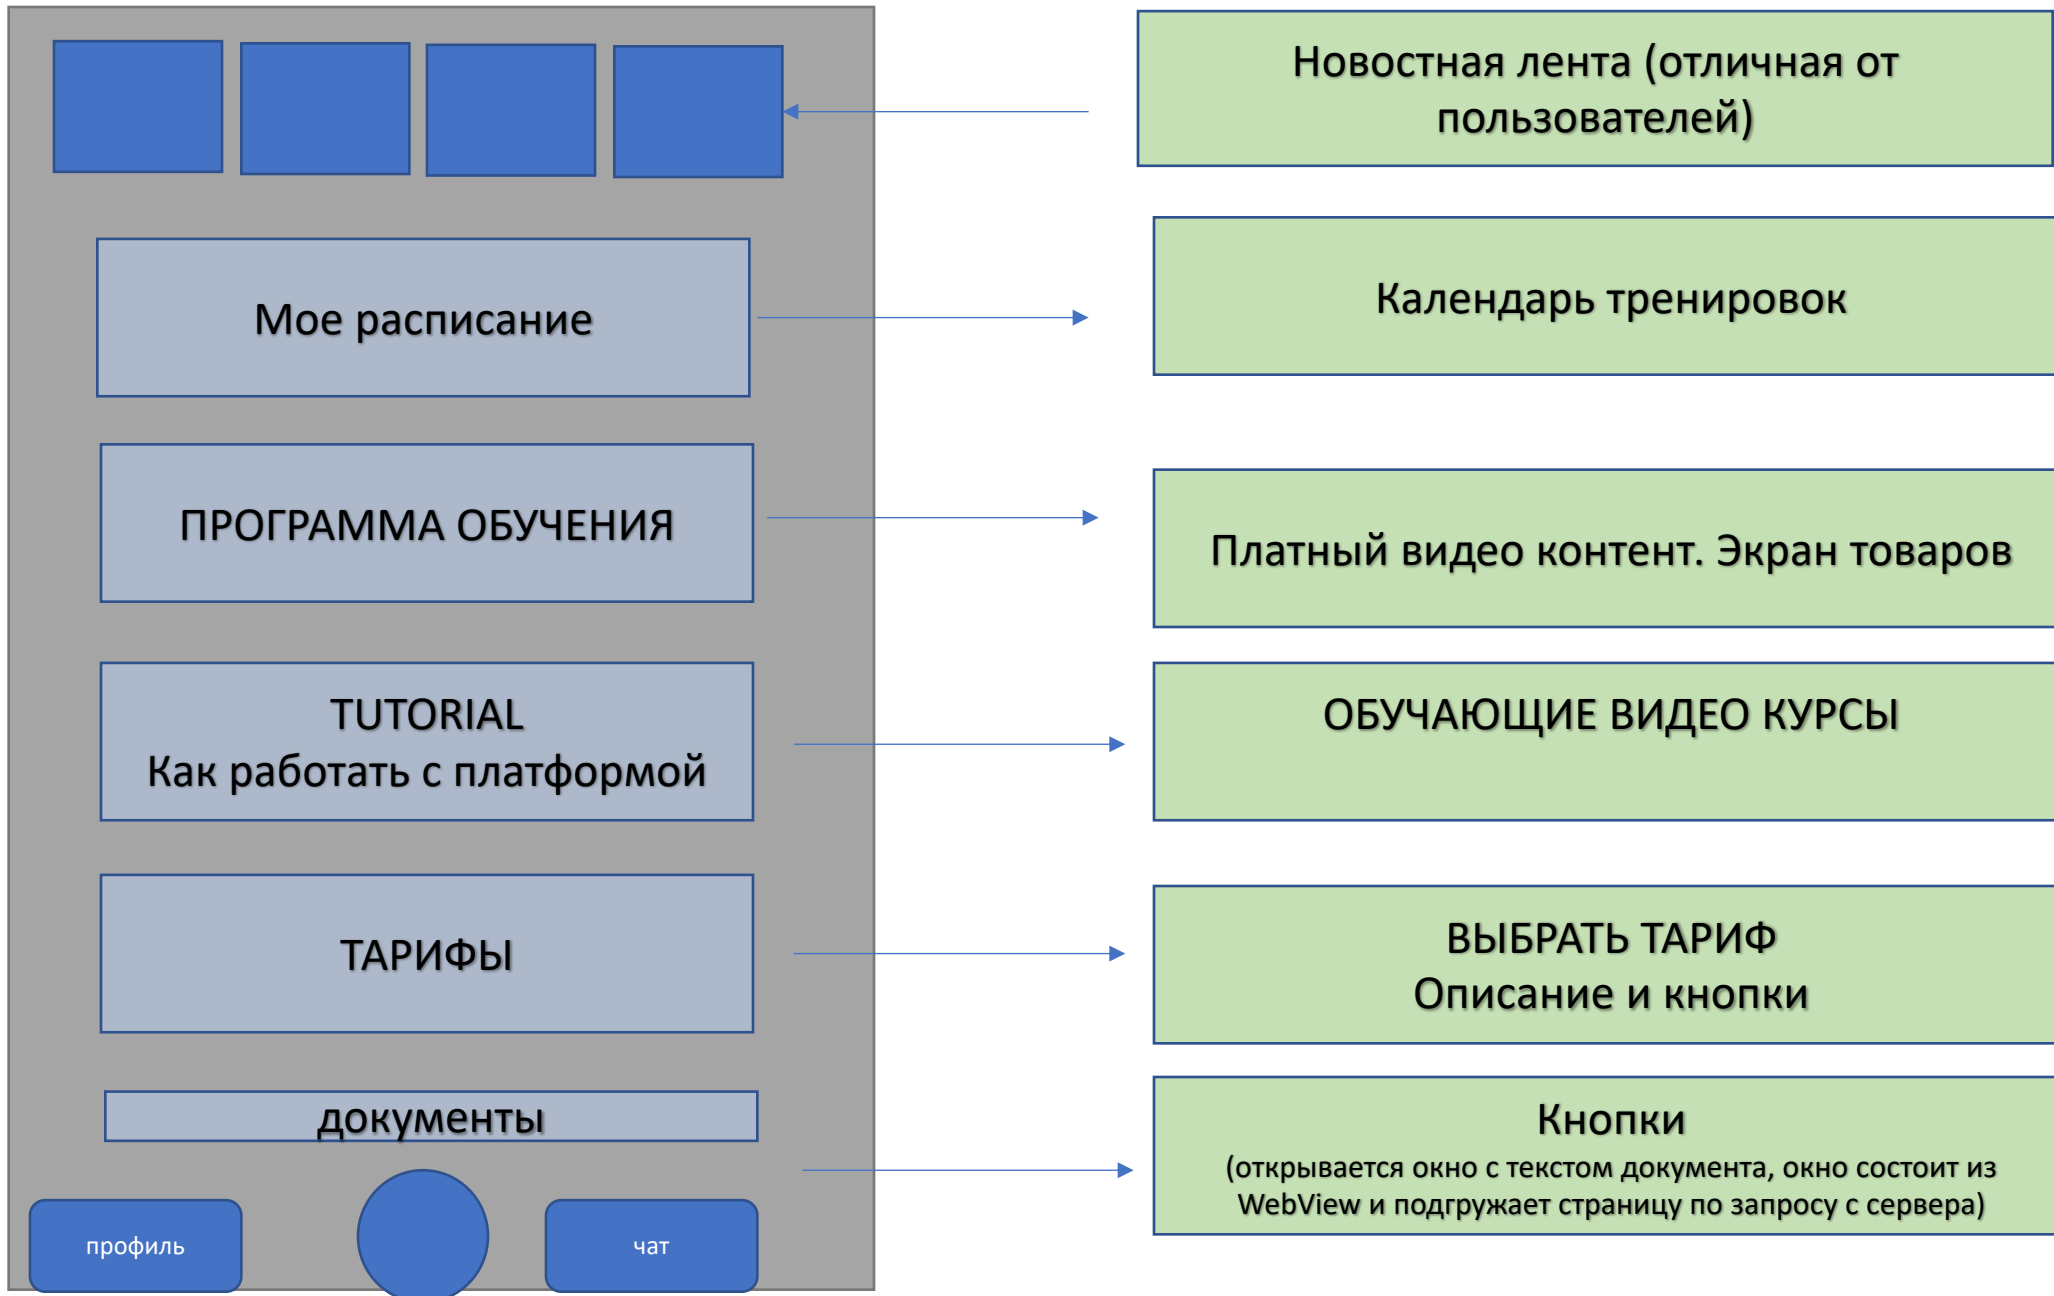 Новостная лента (отличная от
пользователей)
Мое расписание
Календарь тренировок
ПРОГРАММА ОБУЧЕНИЯ
Платный видео контент. Экран товаров
TUTORIAL
Как работать с платформой
ОБУЧАЮЩИЕ ВИДЕО КУРСЫ
ТАРИФЫ
ВЫБРАТЬ ТАРИФ
Описание и кнопки
документы
Кнопки
(открывается окно с текстом документа, окно состоит из
WebView и подгружает страницу по запросу с сервера)
профиль
чат